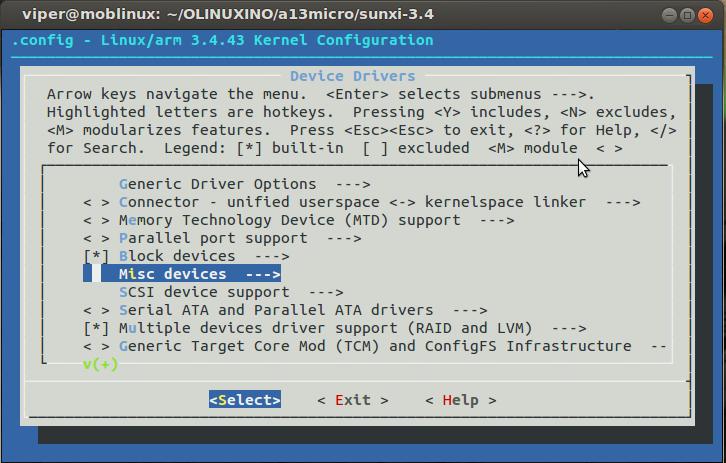 viper@moblinux: ~/OLINUXINO/a13micro/sunxi-3.4
.config - Linux/arm 3.4.43 Kernel Configuration
Device Drivers
Arrow keys navigate the menu.  <Enter> selects submenus --->.
Highlighted letters are hotkeys.  Pressing <Y> includes, <N> excludes,
<M> modularizes features.  Press <Esc><Esc> to exit, <?> for Help, </>
for Search.  Legend: [*] built-in  [ ] excluded  <M> module  < >
Generic Driver Options  --->
< > Connector - unified userspace <-> kernelspace linker  --->
< > Memory Technology Device (MTD) support  --->
< > Parallel port support  --->
[*] Block devices  --->
Misc devices  --->
SCSI device support  --->
< > Serial ATA and Parallel ATA drivers  --->
[*] Multiple devices driver support (RAID and LVM)  --->
< > Generic Target Core Mod (TCM) and ConfigFS Infrastructure  --
v(+)
<Select>    < Exit >    < Help >